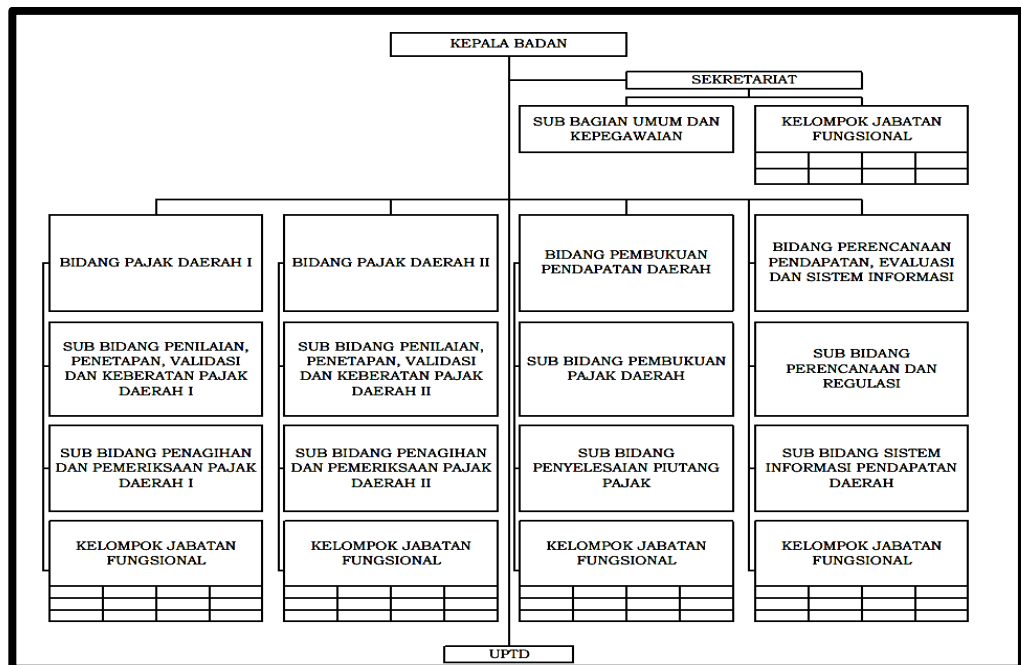 KEPALA BADAN
SEKRETARIAT
SUB BAGIAN UMUM DAN
KEPEGAWAIAN
KELOMPOK JABATAN
FUNGSIONAL
BIDANG PAJAK DAERAH I
BIDANG PAJAK DAERAH II
BIDANG PEMBUKUAN
PENDAPATAN DAERAH
BIDANG PERENCANAAN
PENDAPATAN, EVALUASI
DAN SISTEM INFORMASI
SUB BIDANG PENILAIAN,
PENETAPAN, VALIDASI
DAN KEBERATAN PAJAK
DAERAH I
SUB BIDANG PENILAIAN,
PENETAPAN, VALIDASI
DAN KEBERATAN PAJAK
DAERAH II
SUB BIDANG PEMBUKUAN
PAJAK DAERAH
SUB BIDANG
PERENCANAAN DAN
REGULASI
SUB BIDANG PENAGIHAN
DAN PEMERIKSAAN PAJAK
DAERAH I
SUB BIDANG PENAGIHAN
DAN PEMERIKSAAN PAJAK
DAERAH II
SUB BIDANG
PENYELESAIAN PIUTANG
PAJAK
SUB BIDANG SISTEM
INFORMASI PENDAPATAN
DAERAH
KELOMPOK JABATAN
FUNGSIONAL
KELOMPOK JABATAN
FUNGSIONAL
KELOMPOK JABATAN
FUNGSIONAL
KELOMPOK JABATAN
FUNGSIONAL
UPTD